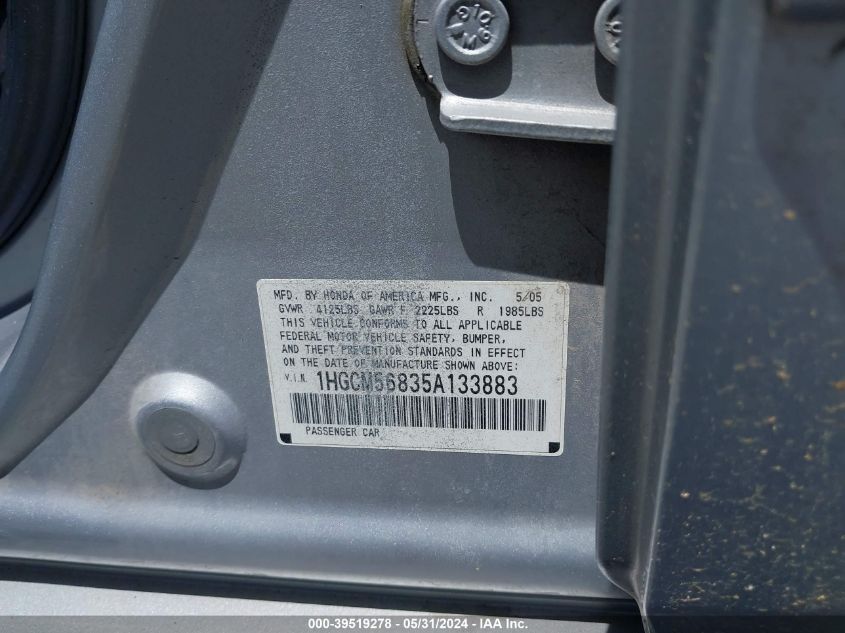 MFD. BY HONDA OF AMERICA MFG., INC. 5/05
GVWR 4125LBS GAWR F 2225LBS R 1985LBS
THIS VEHICLE CONFORMS TO ALL APPLICABLE
FEDERAL MOTOR VEHICLE SAFETY, BUMPER,
AND THEFT PREVENTION STANDARDS IN EFFECT
ON THE DATE OF MANUFACTURE SHOWN ABOVE:
V.I.N. 1HGCM56835A133883
PASSENGER CAR
000-39519278 - 05/31/2024 - IAAI Inc.